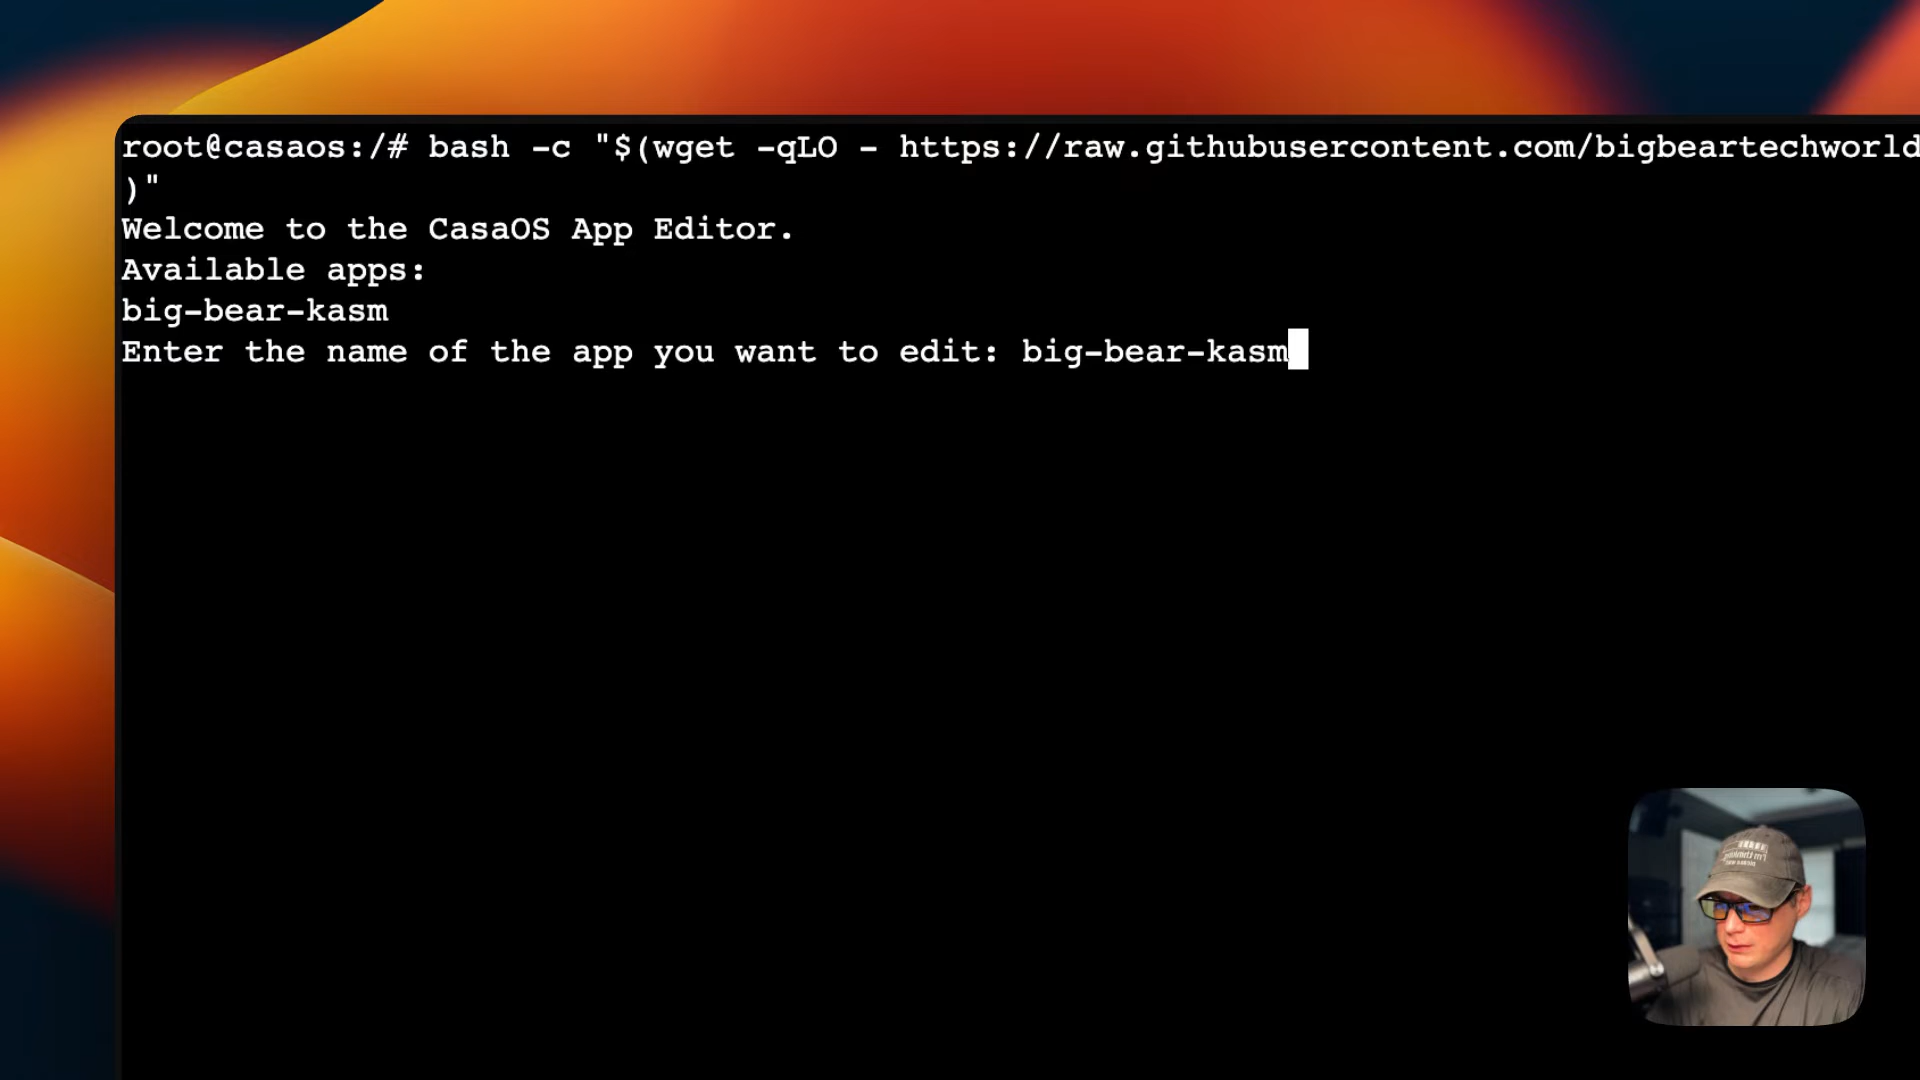 root@casaos:/# bash -c "$(wget -qLO - https://raw.githubusercontent.com/bigbeartechworld
)"
Welcome to the CasaOS App Editor.
Available apps:
big-bear-kasm
Enter the name of the app you want to edit: big-bear-kasm